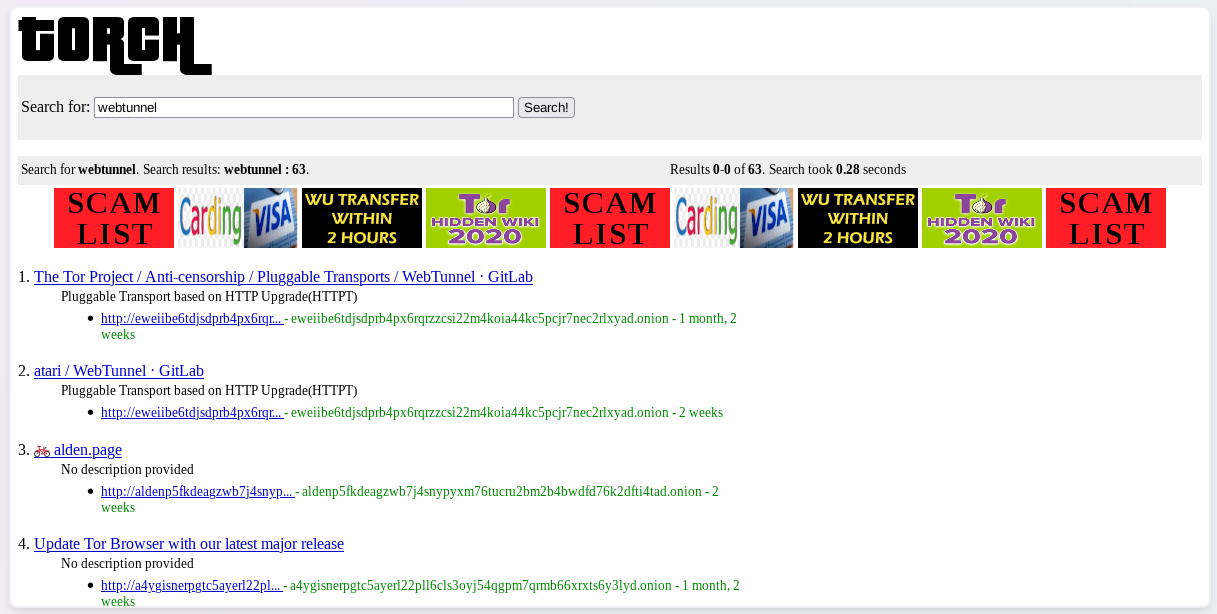 TORCH
Search for: webtunnel Search!
Search for webtunnel. Search results: webtunnel : 63. Results 0-0 of 63. Search took 0.28 seconds
SCAM LIST Carding VISA WU TRANSFER WITHIN 2 HOURS Tor HIDDEN WIKI 2020 SCAM LIST Carding VISA WU TRANSFER WITHIN 2 HOURS Tor HIDDEN WIKI 2020 SCAM LIST
1. The Tor Project / Anti-censorship / Pluggable Transports / WebTunnel · GitLab
Pluggable Transport based on HTTP Upgrade(HTTPT)
• http://eweiibe6tdjsdprb4px6rqr... - eweiibe6tdjsdprb4px6rqrzzcsi22m4koia44kc5pcjr7nec2rlxyad.onion - 1 month, 2
weeks
2. atari / WebTunnel · GitLab
Pluggable Transport based on HTTP Upgrade(HTTPT)
• http://eweiibe6tdjsdprb4px6rqr... - eweiibe6tdjsdprb4px6rqrzzcsi22m4koia44kc5pcjr7nec2rlxyad.onion - 2 weeks
3. 🚲 alden.page
No description provided
• http://aldenp5fkdeagzwb7j4snyp... - aldenp5fkdeagzwb7j4snypyxm76tucru2bm2b4bwdfd76k2dfti4tad.onion - 2
weeks
4. Update Tor Browser with our latest major release
No description provided
• http://a4ygisnerpgtc5ayerl22pl... - a4ygisnerpgtc5ayerl22pll6cls3oyj54qgpm7qrmb66xrxts6y3lyd.onion - 1 month, 2
weeks